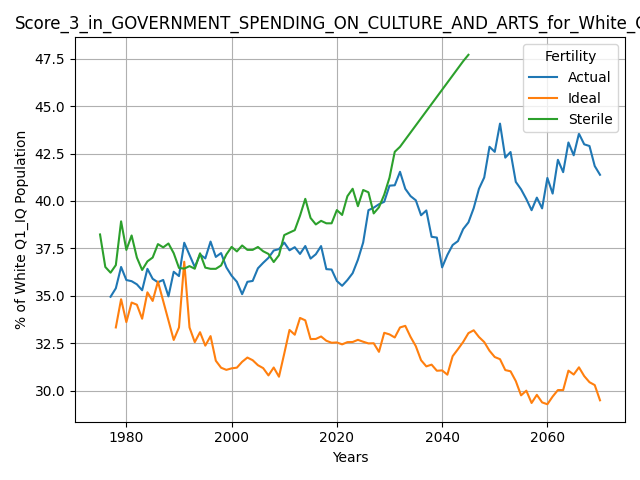 Score_3_in_GOVERNMENT_SPENDING_ON_CULTURE_AND_ARTS_for_White_
Fertility
Actual
Ideal
Sterile
% of White Q1_IQ Population
47.5
45.0
42.5
40.0
37.5
35.0
32.5
30.0
1980
2000
2020
2040
2060
Years